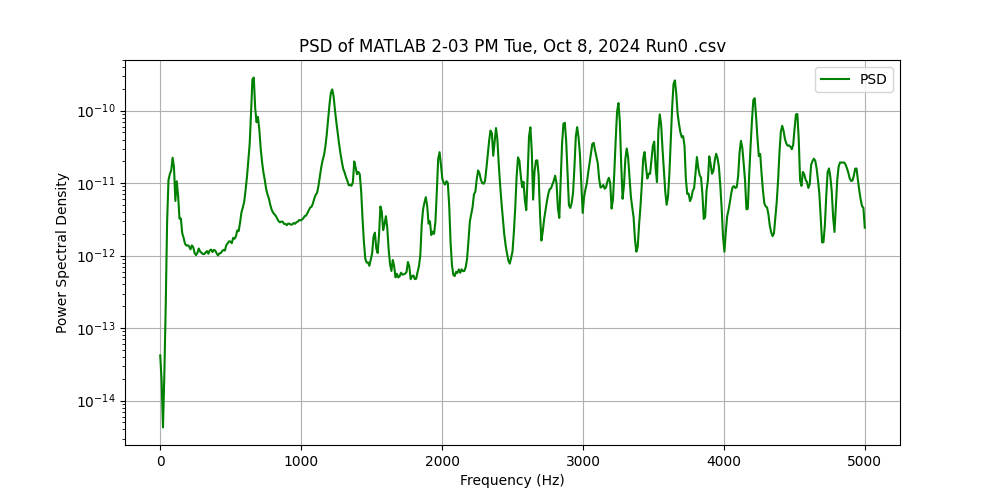 PSD of MATLAB 2-03 PM Tue, Oct 8, 2024 Run0 .csv
PSD
Power Spectral Density
10⁻¹⁰
10⁻¹¹
10⁻¹²
10⁻¹³
10⁻¹⁴
0 1000 2000 3000 4000 5000
Frequency (Hz)